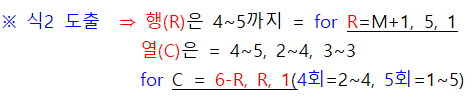 ※ 식2 도출 ⇒ 행(R)은 4~5까지 = for R=M+1, 5, 1
열(C)은 = 4~5, 2~4, 3~3
for C = 6-R, R, 1(4회=2~4, 5회=1~5)